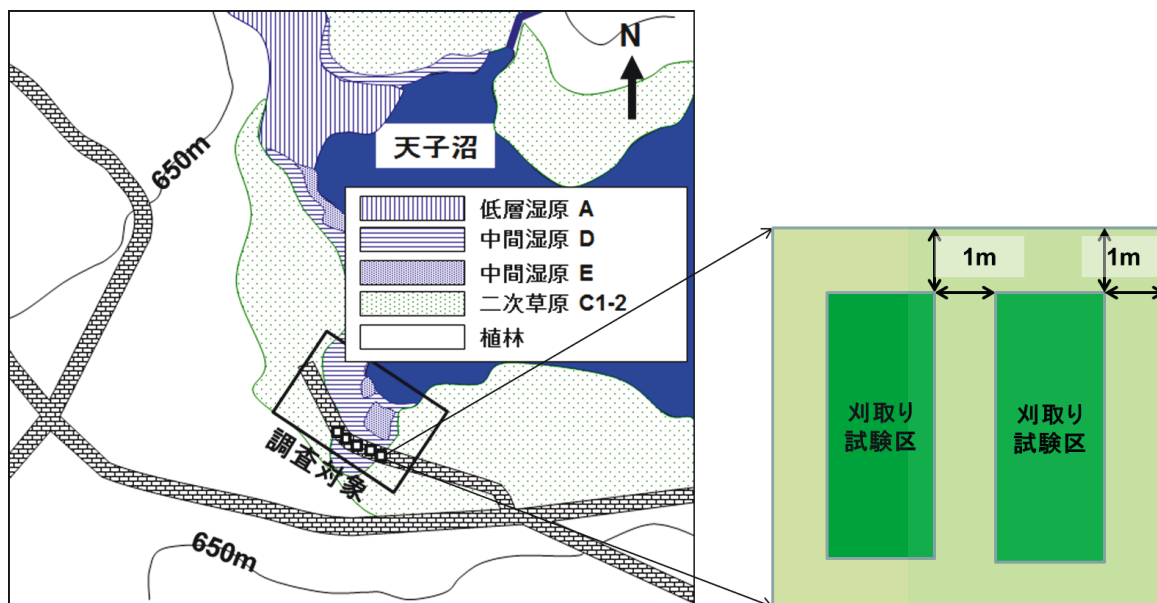 N
天子沼
650m
低層湿原 A
中間湿原 D
中間湿原 E
二次草原 C1-2
植林
調査対象
650m
1m
1m
刈取り
試験区
刈取り
試験区